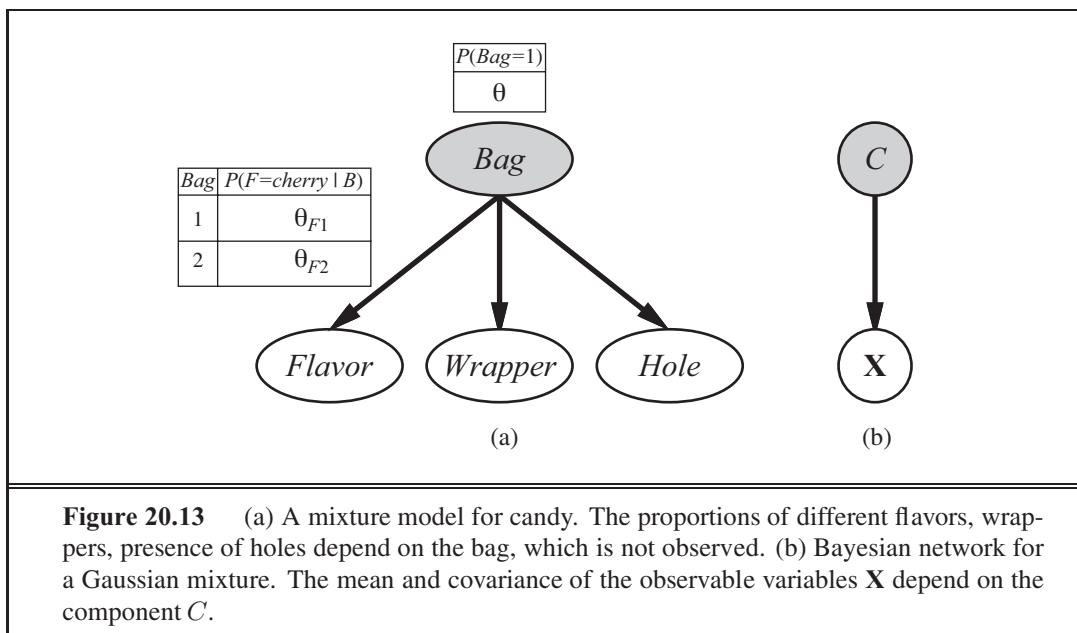 P(Bag=1)
θ
Bag
C
Bag P(F=cherry | B)
1 θF1
2 θF2
Flavor Wrapper Hole X
(a) (b)
Figure 20.13 (a) A mixture model for candy. The proportions of different flavors, wrap-
pers, presence of holes depend on the bag, which is not observed. (b) Bayesian network for
a Gaussian mixture. The mean and covariance of the observable variables X depend on the
component C.